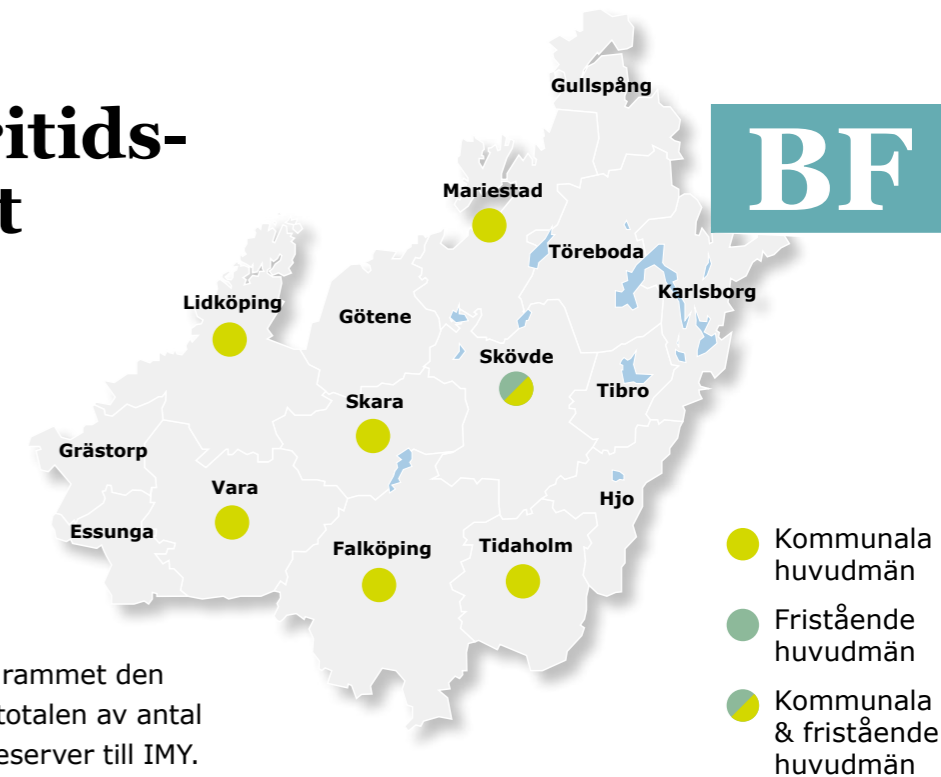 ritids-
t
BF
Gullspång
Mariestad
Töreboda
Karlsborg
Lidköping
Götene
Skövde
Tibro
Skara
Grästorp
Vara
Hjo
Essunga
Falköping
Tidaholm
Kommunala
huvudmän
Fristående
huvudmän
Kommunala
& fristående
huvudmän
rammet den
totalen av antal
eserver till IMY.